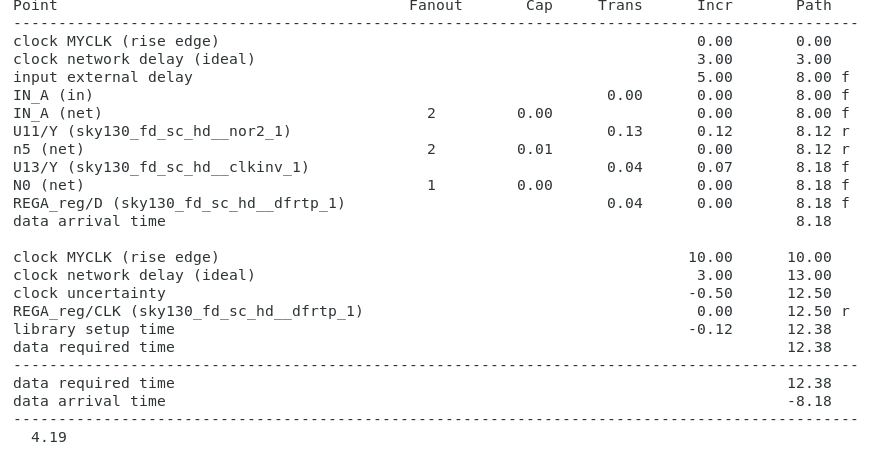 Point Fanout Cap Trans Incr Path
----------------------------------------------------------------------------------------------
clock MYCLK (rise edge) 0.00 0.00
clock network delay (ideal) 3.00 3.00
input external delay 5.00 8.00 f
IN_A (in) 0.00 0.00 8.00 f
IN_A (net) 2 0.00 0.00 8.00 f
U11/Y (sky130_fd_sc_hd__nor2_1) 0.13 0.12 8.12 r
n5 (net) 2 0.01 0.00 8.12 r
U13/Y (sky130_fd_sc_hd__clkinv_1) 0.04 0.07 8.18 f
N0 (net) 1 0.00 0.00 8.18 f
REGA_reg/D (sky130_fd_sc_hd__dfrtp_1) 0.04 0.00 8.18 f
data arrival time 8.18
clock MYCLK (rise edge) 10.00 10.00
clock network delay (ideal) 3.00 13.00
clock uncertainty -0.50 12.50
REGA_reg/CLK (sky130_fd_sc_hd__dfrtp_1) 0.00 12.50 r
library setup time -0.12 12.38
data required time 12.38
----------------------------------------------------------------------------------------------
data required time 12.38
data arrival time -8.18
----------------------------------------------------------------------------------------------
4.19